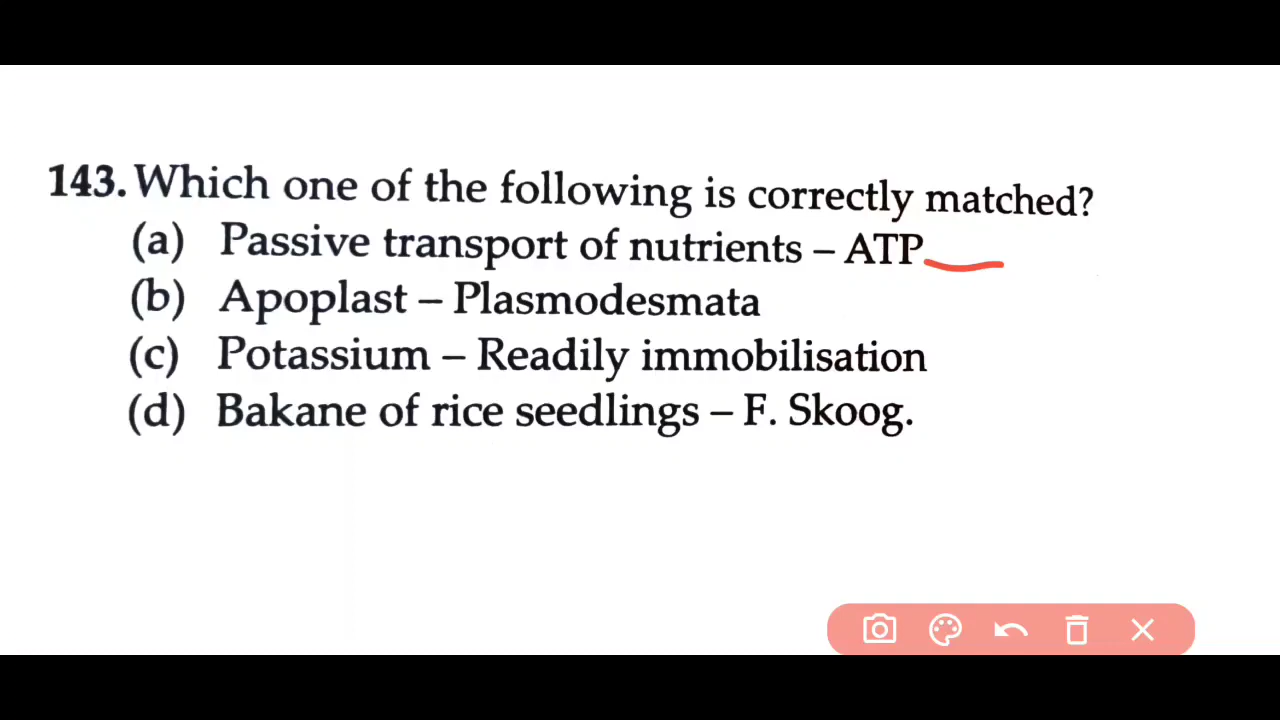 143. Which one of the following is correctly matched?
(a) Passive transport of nutrients – ATP
(b) Apoplast – Plasmodesmata
(c) Potassium – Readily immobilisation
(d) Bakane of rice seedlings – F. Skoog.